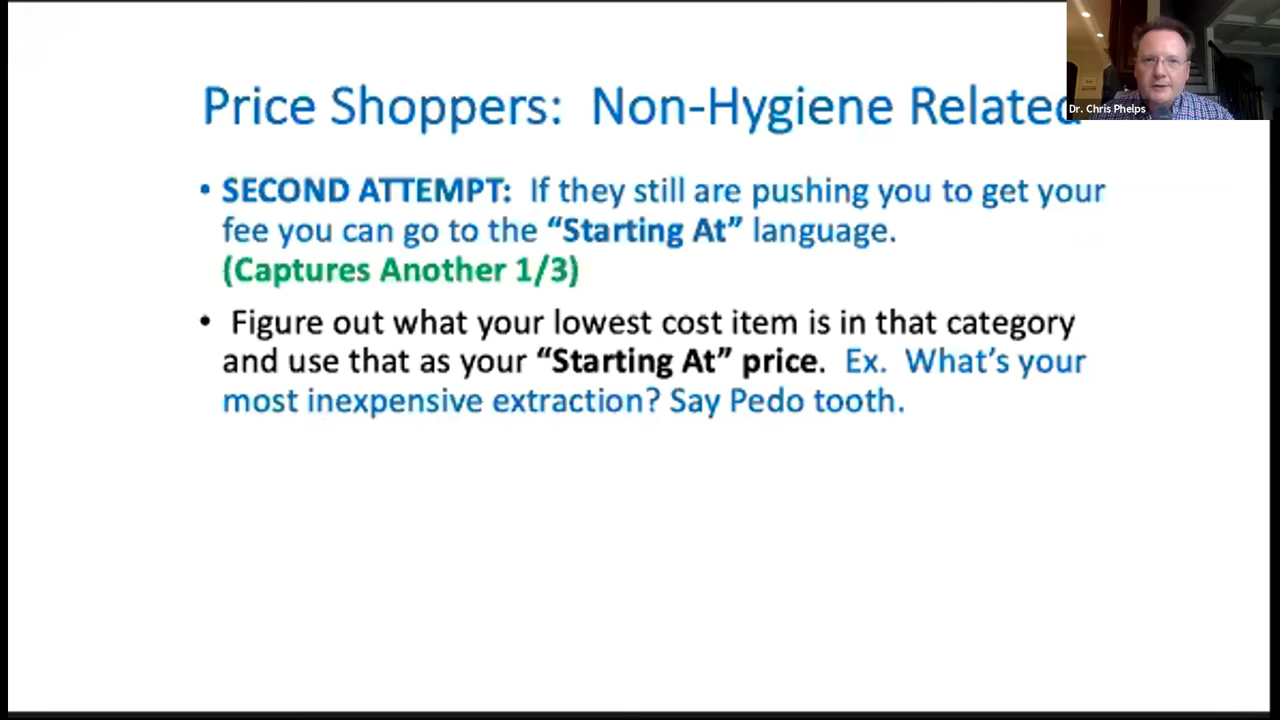 Price Shoppers:  Non-Hygiene Related
Dr. Chris Phelps
• SECOND ATTEMPT:  If they still are pushing you to get your
fee you can go to the “Starting At” language.
(Captures Another 1/3)
• Figure out what your lowest cost item is in that category
and use that as your “Starting At” price.  Ex.  What’s your
most inexpensive extraction? Say Pedo tooth.